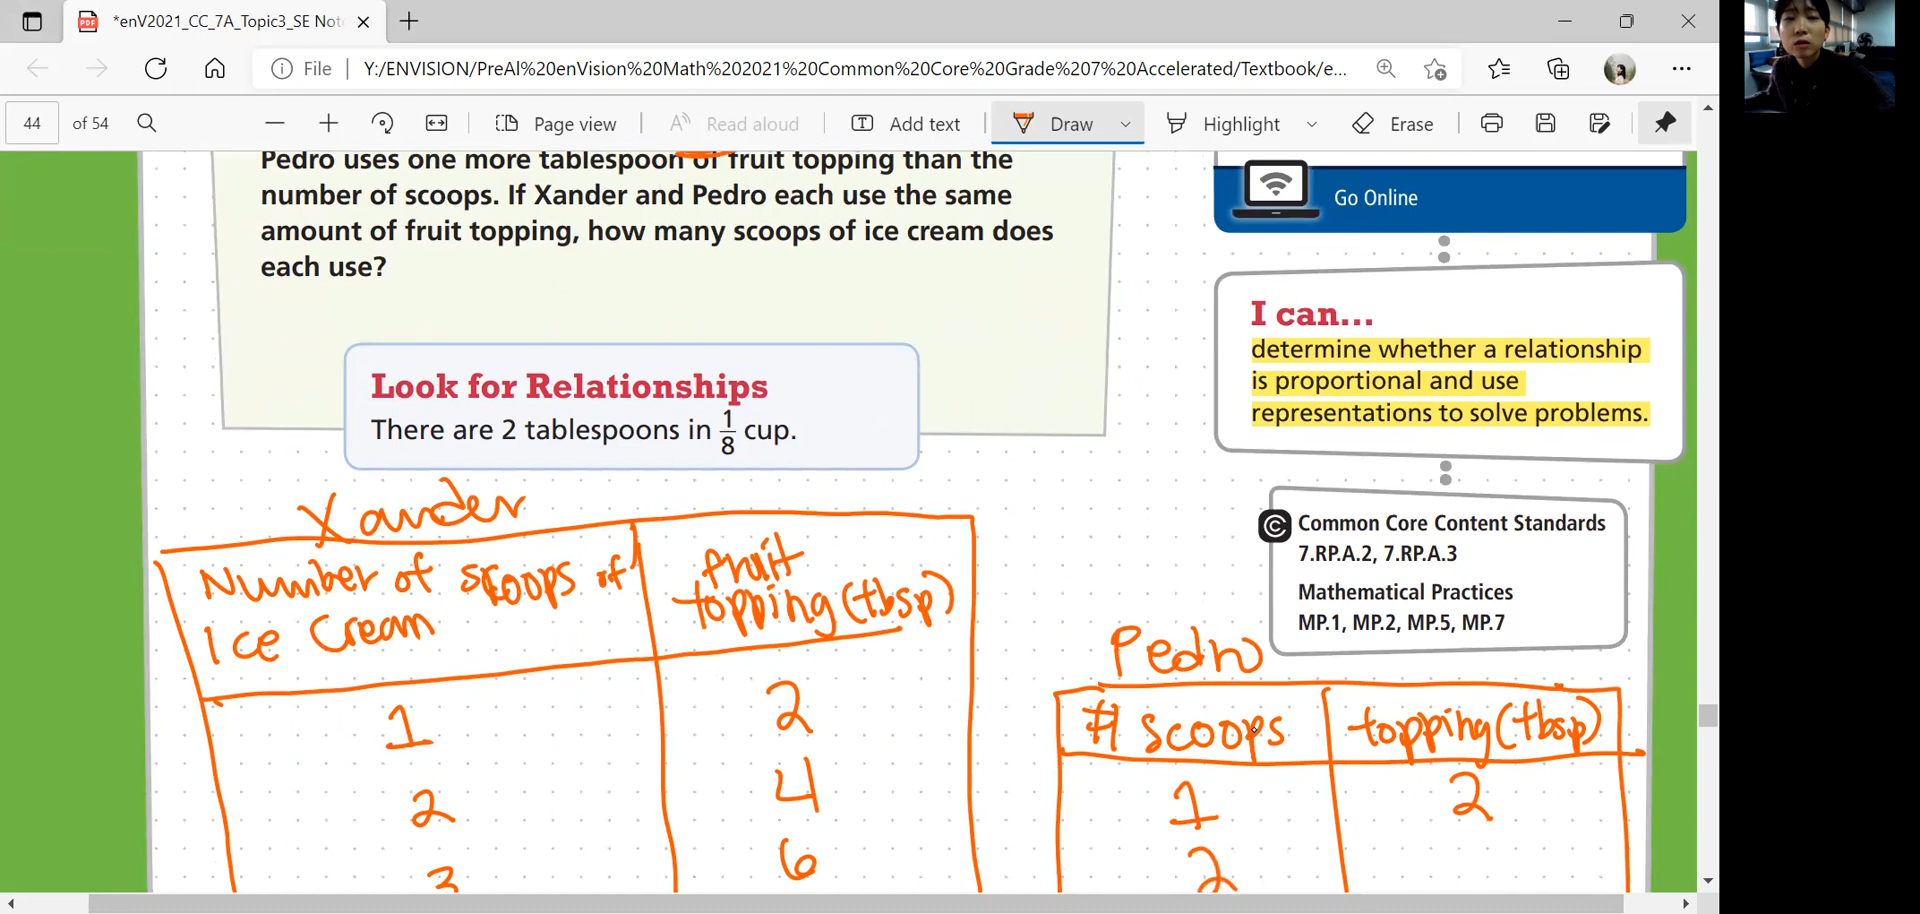 *enV2021_CC_7A_Topic3_SE Not
File
Y:/ENVISION/PreAl%20enVision%20Math%202021%20Common%20Core%20Grade%207%20Accelerated/Textbook/e...
44
of 54
Page view
Read aloud
Add text
Draw
Highlight
Erase
Pedro uses one more tablespoon of fruit topping than the
number of scoops. If Xander and Pedro each use the same
amount of fruit topping, how many scoops of ice cream does
each use?
Look for Relationships
There are 2 tablespoons in 1/8 cup.
Go Online
I can...
determine whether a relationship
is proportional and use
representations to solve problems.
Common Core Content Standards
7.RP.A.2, 7.RP.A.3
Mathematical Practices
MP.1, MP.2, MP.5, MP.7
Xander
Number of scoops of
Ice Cream
fruit
topping (tbsp)
1
2
2
4
3
6
Pedro
# scoops
topping (tbsp)
1
2
2